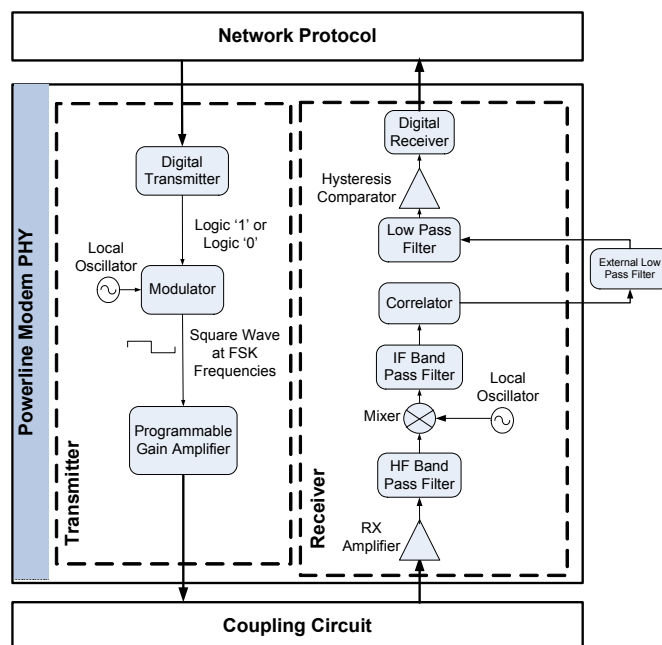 Network Protocol
Powerline Modem PHY
Transmitter
Digital
Transmitter
Logic ‘1’ or
Logic ‘0’
Local
Oscillator
Modulator
Square Wave
at FSK
Frequencies
Programmable
Gain Amplifier
Receiver
Digital
Receiver
Hysteresis
Comparator
Low Pass
Filter
External Low
Pass Filter
Correlator
IF Band
Pass Filter
Local
Oscillator
Mixer
HF Band
Pass Filter
RX
Amplifier
Coupling Circuit